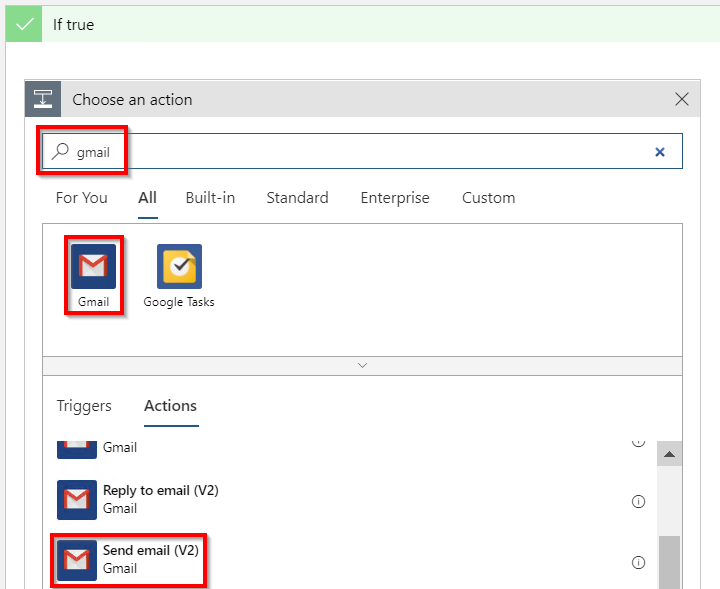 If true
Choose an action
gmail
For You All Built-in Standard Enterprise Custom
Gmail Google Tasks
Triggers Actions
Gmail
Reply to email (V2)
Gmail
Send email (V2)
Gmail